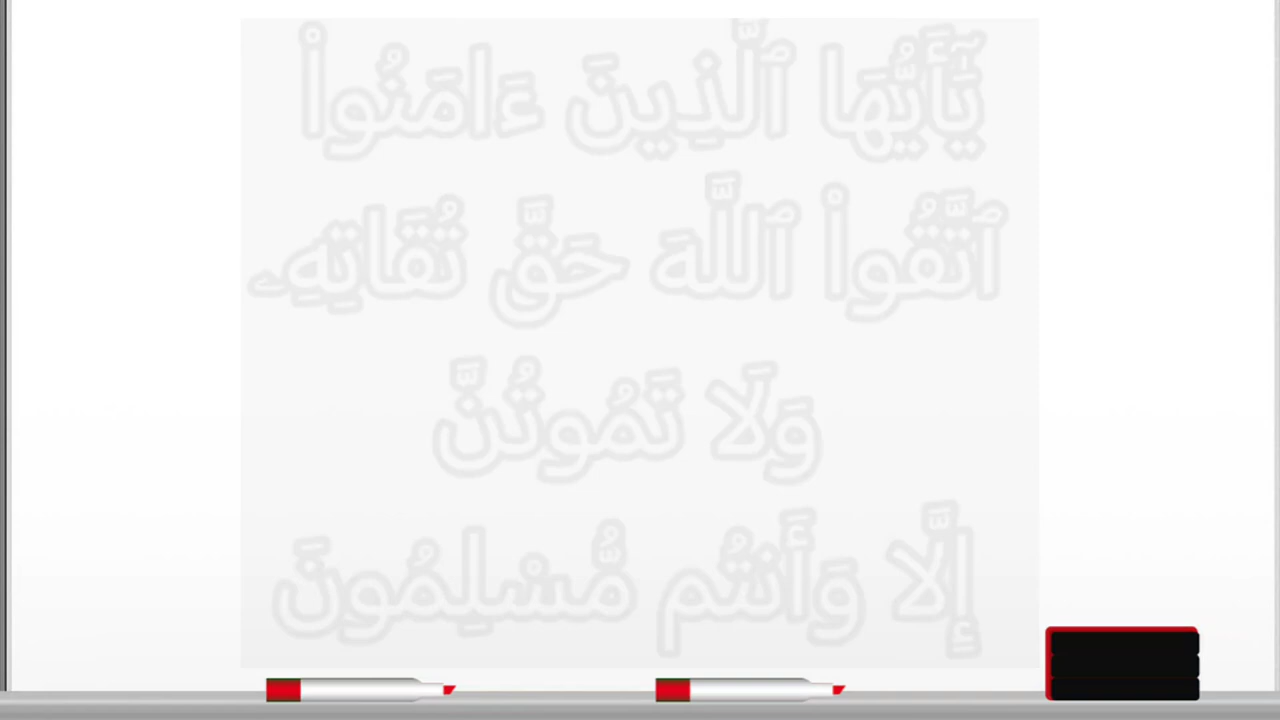 يَٰٓأَيُّهَا ٱلَّذِينَ ءَامَنُوا۟
ٱتَّقُوا۟ ٱللَّهَ حَقَّ تُقَاتِهِۦ
وَلَا تَمُوتُنَّ
إِلَّا وَأَنتُم مُّسْلِمُونَ